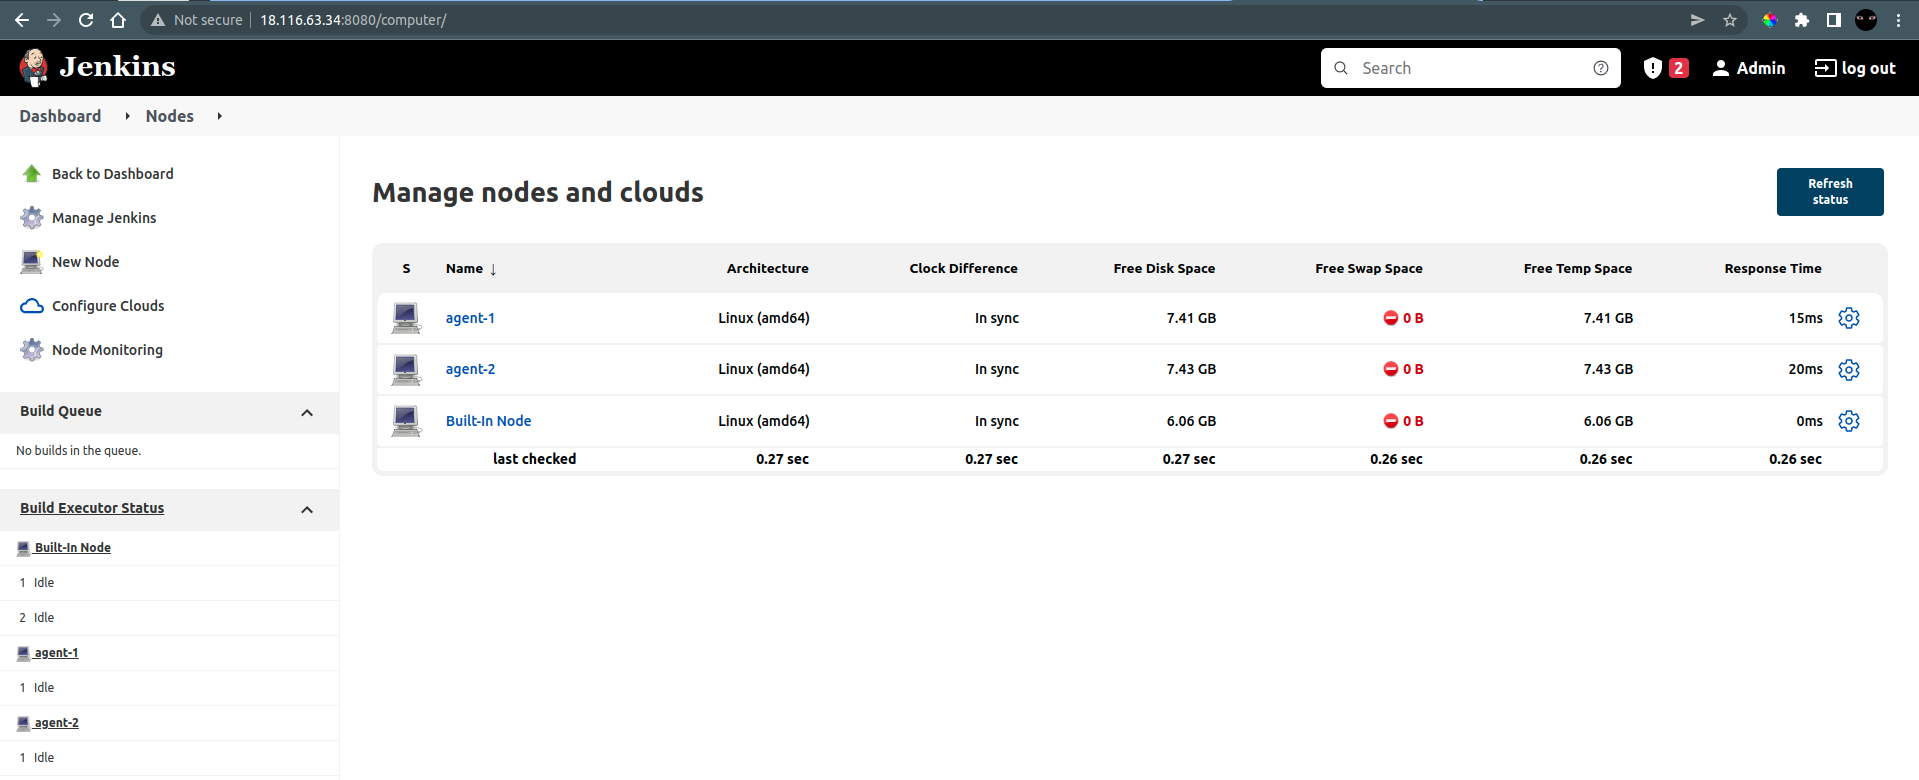 Not secure 18.116.63.34:8080/computer/
Jenkins
Search
2
Admin
log out
Dashboard
Nodes
Back to Dashboard
Manage Jenkins
New Node
Configure Clouds
Node Monitoring
Build Queue
No builds in the queue.
Build Executor Status
Built-In Node
1 Idle
2 Idle
agent-1
1 Idle
agent-2
1 Idle
Manage nodes and clouds
Refresh
status
S Name ↓ Architecture Clock Difference Free Disk Space Free Swap Space Free Temp Space Response Time
agent-1 Linux (amd64) In sync 7.41 GB 0 B 7.41 GB 15ms
agent-2 Linux (amd64) In sync 7.43 GB 0 B 7.43 GB 20ms
Built-In Node Linux (amd64) In sync 6.06 GB 0 B 6.06 GB 0ms
last checked 0.27 sec 0.27 sec 0.27 sec 0.26 sec 0.26 sec 0.26 sec